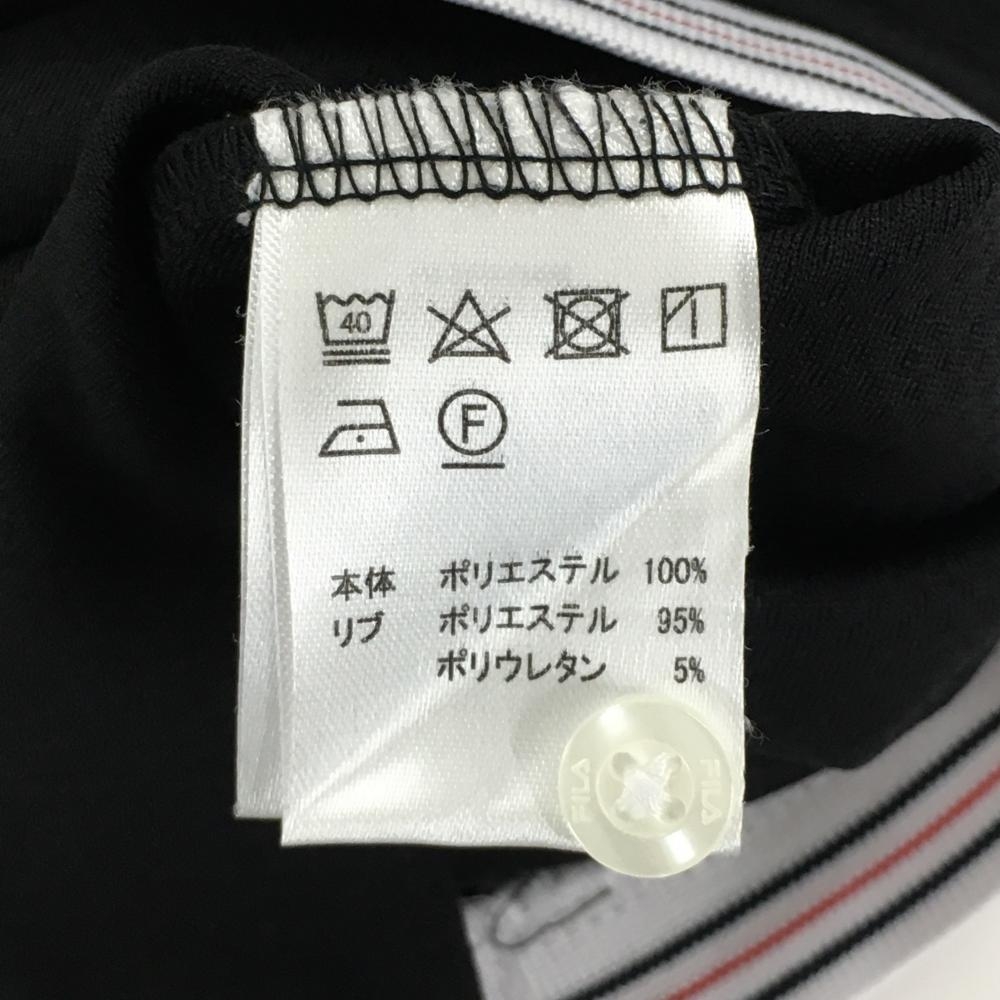 40
F
本体 ポリエステル 100%
リブ ポリエステル 95%
ポリウレタン 5%
FILA FILA